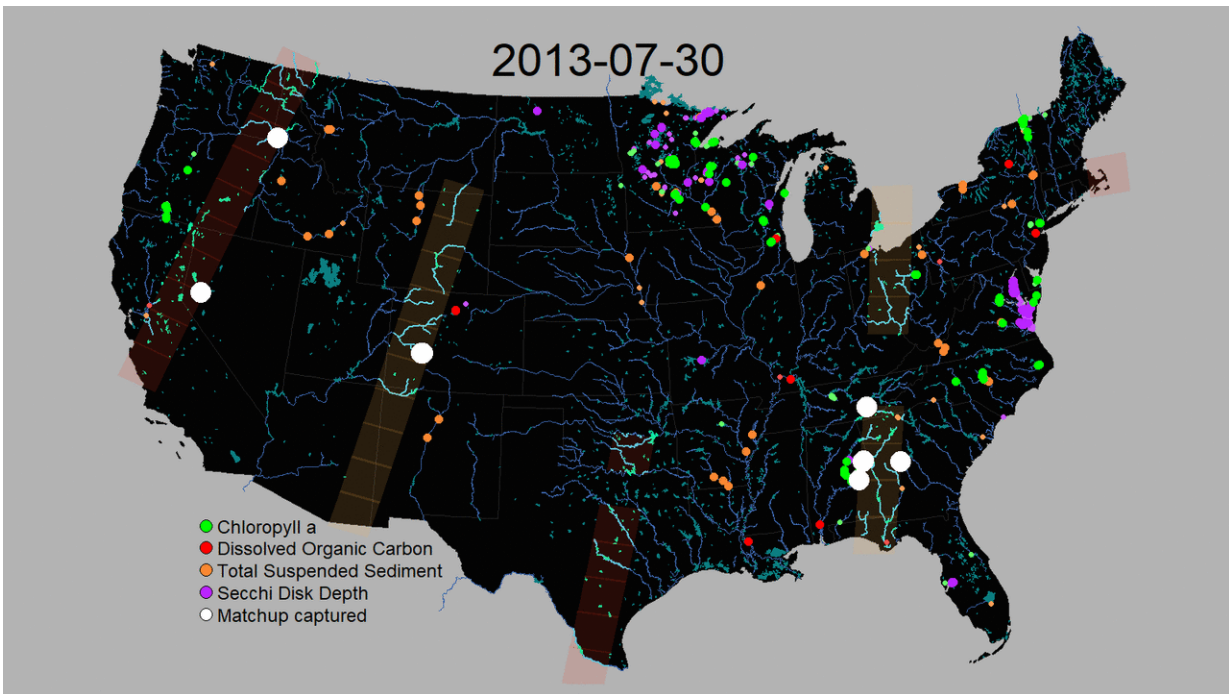 2013-07-30
Chloropyll a
Dissolved Organic Carbon
Total Suspended Sediment
Secchi Disk Depth
Matchup captured